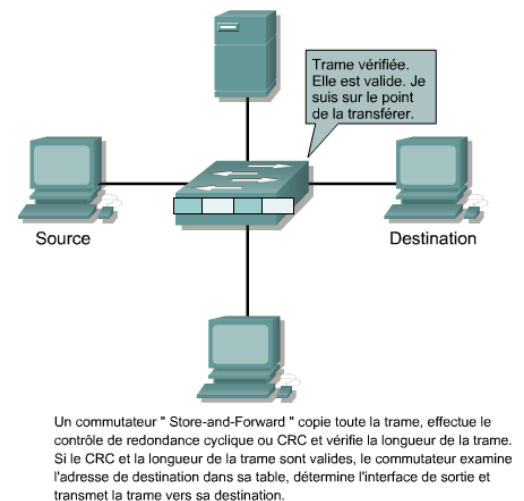 Trame vérifiée.
Elle est valide. Je
suis sur le point
de la transférer.
Source
Destination
Un commutateur " Store-and-Forward " copie toute la trame, effectue le
contrôle de redondance cyclique ou CRC et vérifie la longueur de la trame.
Si le CRC et la longueur de la trame sont valides, le commutateur examine
l'adresse de destination dans sa table, détermine l'interface de sortie et
transmet la trame vers sa destination.